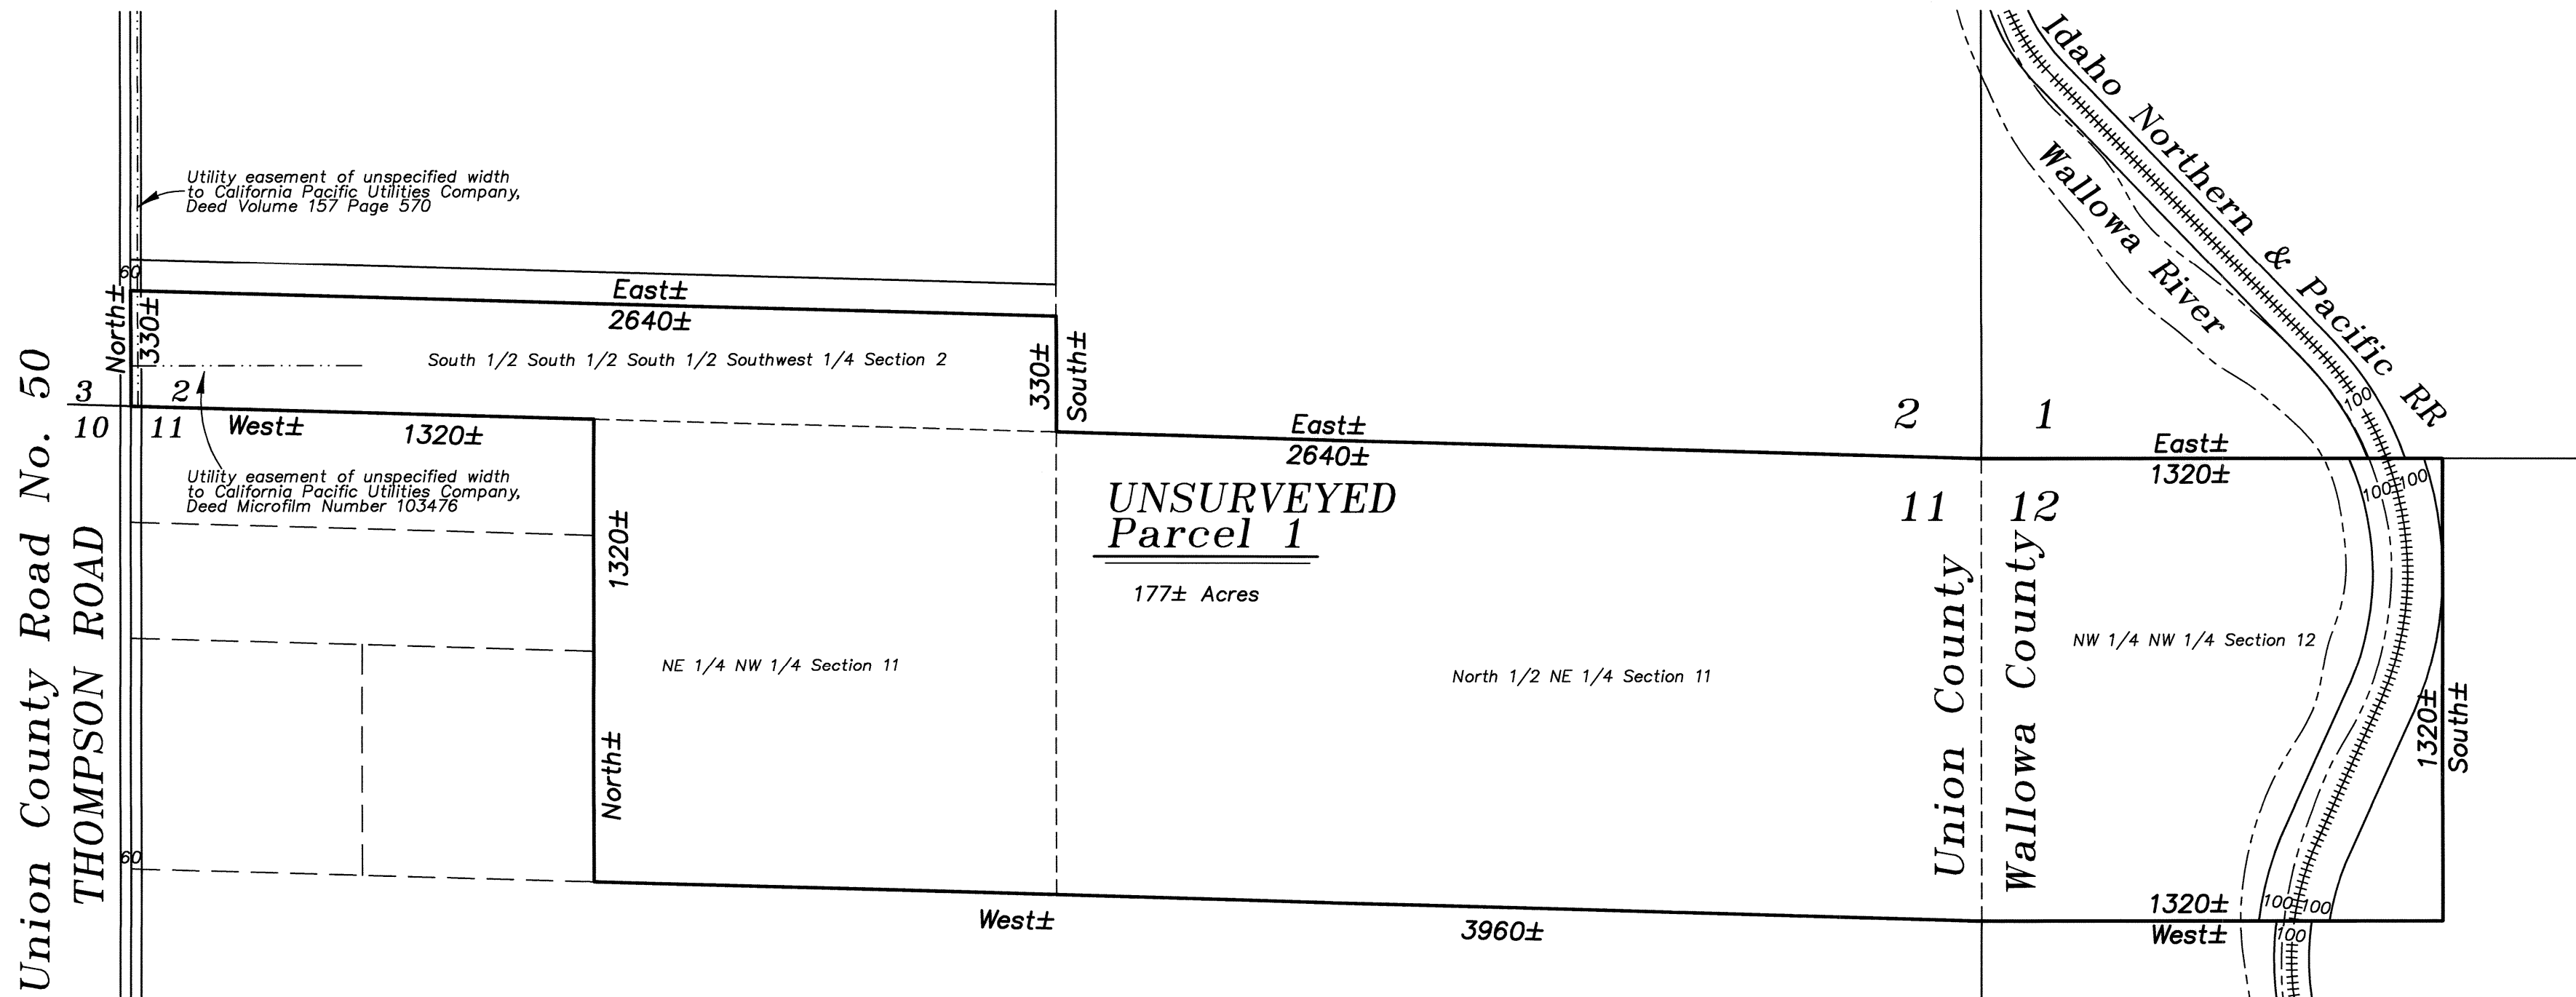 Idaho Northern & Pacific RR
Wallowa River
Utility easement of unspecified width
to California Pacific Utilities Company,
Deed Volume 157 Page 570
60
North±
330±
East±
2640±
South 1/2 South 1/2 South 1/2 Southwest 1/4 Section 2
330±
South±
3
2
10
11
West±
1320±
Utility easement of unspecified width
to California Pacific Utilities Company,
Deed Microfilm Number 103476
East±
2640±
2
1
100
East±
1320±
100
100
11
12
UNSURVEYED
Parcel 1
177± Acres
1320±
North±
NE 1/4 NW 1/4 Section 11
North 1/2 NE 1/4 Section 11
NW 1/4 NW 1/4 Section 12
Union County
Wallowa County
1320±
South±
Union County Road No. 50
THOMPSON ROAD
60
West±
3960±
1320±
West±
100
100
100